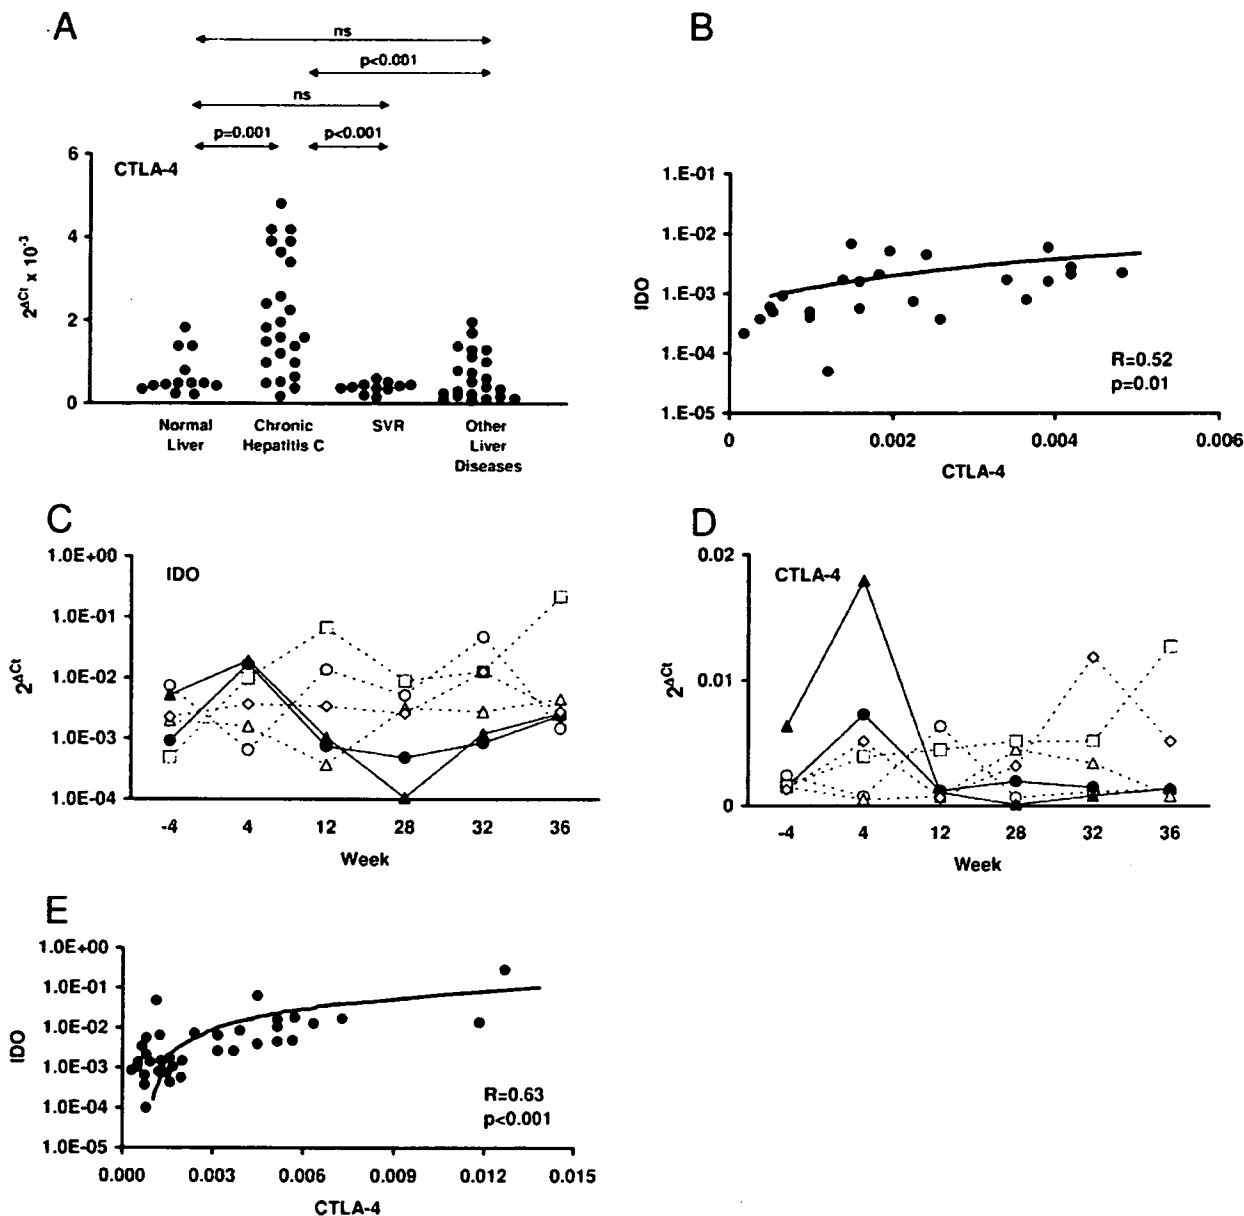 A
ns
p<0.001
ns
p=0.001 p<0.001
CTLA-4
6
4
2
0
2^ΔCt x 10^-3
Normal Liver
Chronic Hepatitis C
SVR
Other Liver Diseases
B
1.E-01
1.E-02
1.E-03
1.E-04
1.E-05
IDO
R=0.52
p=0.01
0 0.002 0.004 0.006
CTLA-4
C
1.0E+00
1.0E-01
1.0E-02
1.0E-03
1.0E-04
2^ΔCt
IDO
-4 4 12 28 32 36
Week
D
0.02
0.01
0
2^ΔCt
CTLA-4
-4 4 12 28 32 36
Week
E
1.0E+00
1.0E-01
1.0E-02
1.0E-03
1.0E-04
1.0E-05
IDO
R=0.63
p<0.001
0.000 0.003 0.006 0.009 0.012 0.015
CTLA-4